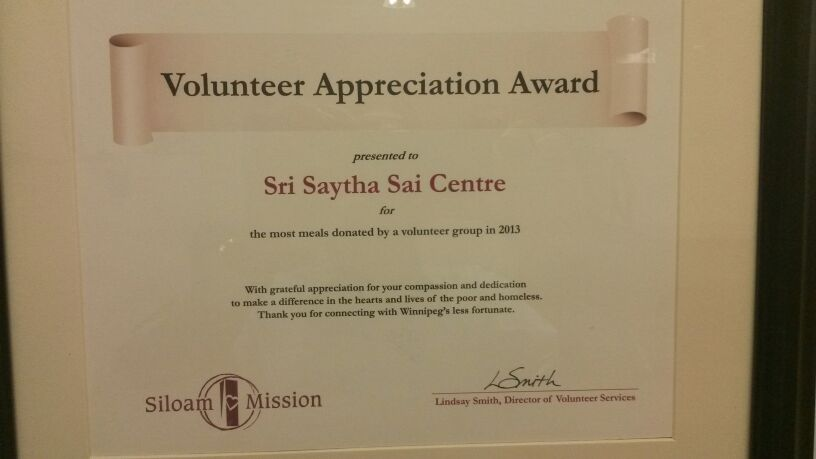 Volunteer Appreciation Award
presented to
Sri Saytha Sai Centre
for
the most meals donated by a volunteer group in 2013
With grateful appreciation for your compassion and dedication
to make a difference in the hearts and lives of the poor and homeless.
Thank you for connecting with Winnipeg's less fortunate.
Siloam Mission
L Smith
Lindsay Smith, Director of Volunteer Services